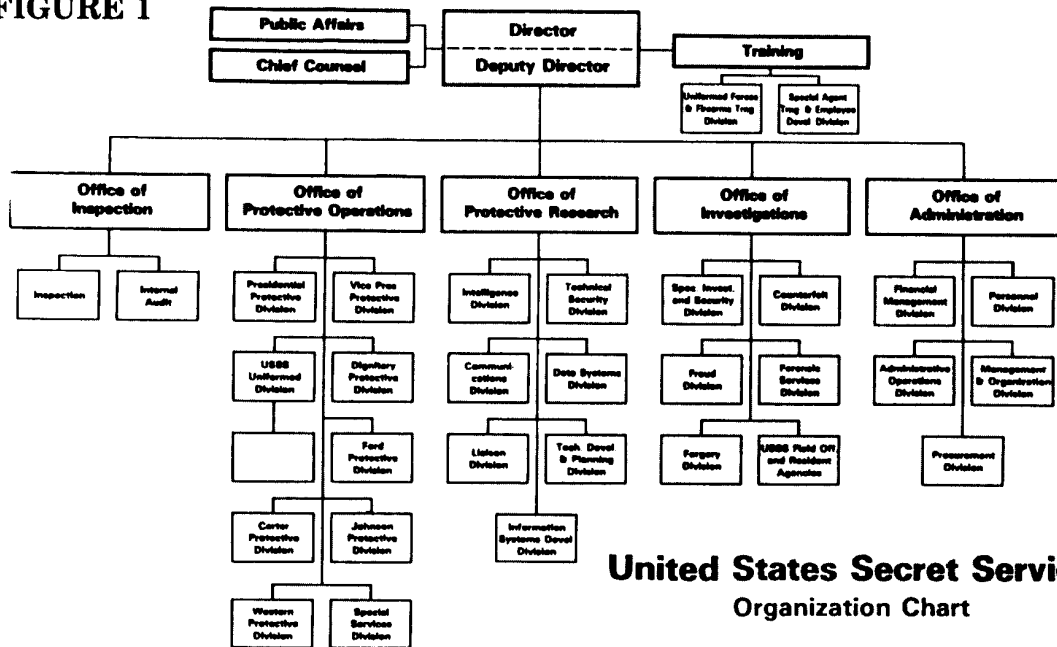 FIGURE 1
Public Affairs
Chief Counsel
Director
Deputy Director
Training
Uniformed Forces
& Firearms Trng
Division
Special Agent
Trng & Employee
Devel Division
Office of
Inspection
Office of
Protective Operations
Office of
Protective Research
Office of
Investigations
Office of
Administration
Inspection
Internal
Audit
Presidential
Protective
Division
Vice Pres
Protective
Division
USSS
Uniformed
Division
Dignitary
Protective
Division
Ford
Protective
Division
Carter
Protective
Division
Johnson
Protective
Division
Western
Protective
Division
Special
Services
Division
Intelligence
Division
Technical
Security
Division
Communi-
cations
Division
Data Systems
Division
Liaison
Division
Tech. Devel
& Planning
Division
Information
Systems Devel
Division
Spec. Invest.
and Security
Division
Counterfeit
Division
Fraud
Division
Forensic
Services
Division
Forgery
Division
USSS Field Off.
and Resident
Agencies
Financial
Management
Division
Personnel
Division
Administrative
Operations
Division
Management
& Organization
Division
Procurement
Division
United States Secret Servi
Organization Chart